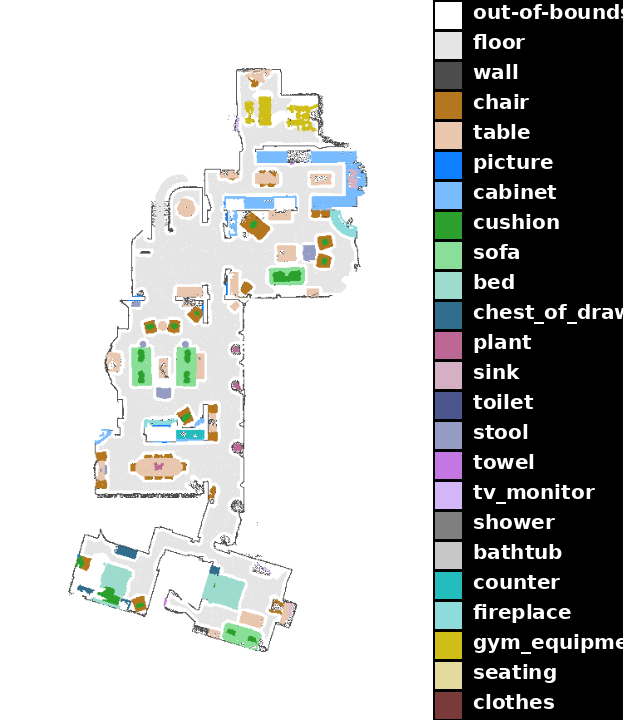 out-of-bounds
floor
wall
chair
table
picture
cabinet
cushion
sofa
bed
chest_of_draw
plant
sink
toilet
stool
towel
tv_monitor
shower
bathtub
counter
fireplace
gym_equipme
seating
clothes